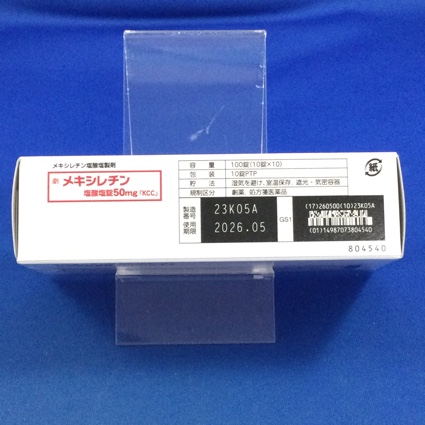 メキシレチン塩酸塩製剤
劇 メキシレチン
塩酸塩錠50mg「KCC」
容量 100錠(10錠×10)
包装 10錠PTP
貯法 湿気を避け、室温保存、遮光・気密容器
規制区分 劇薬、処方箋医薬品
製造番号 23K05A
使用期限 2026.05
GS1
(17)260500(10)23K05A
(01)14987073804540
紙
804540